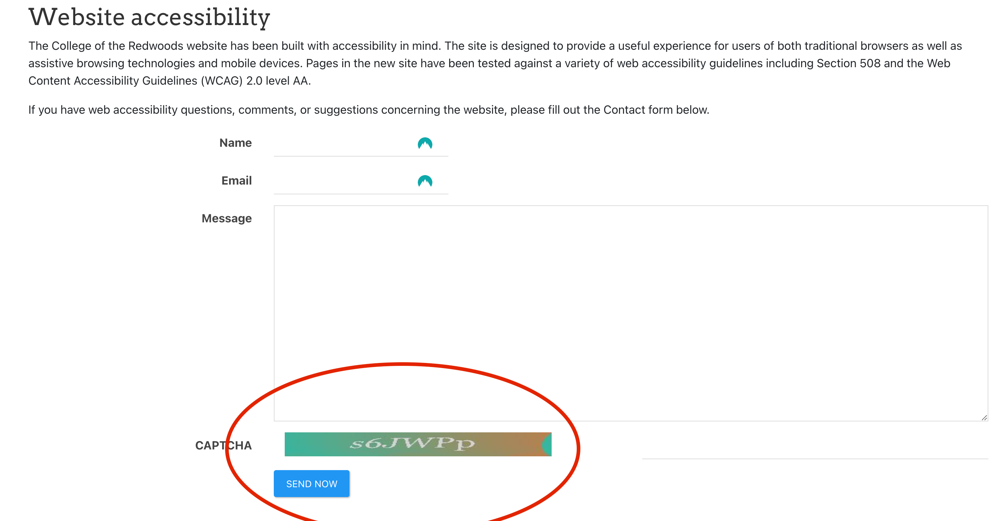 Website accessibility
The College of the Redwoods website has been built with accessibility in mind. The site is designed to provide a useful experience for users of both traditional browsers as well as
assistive browsing technologies and mobile devices. Pages in the new site have been tested against a variety of web accessibility guidelines including Section 508 and the Web
Content Accessibility Guidelines (WCAG) 2.0 level AA.
If you have web accessibility questions, comments, or suggestions concerning the website, please fill out the Contact form below.
Name
Email
Message
CAPTCHA s6JWPp
SEND NOW